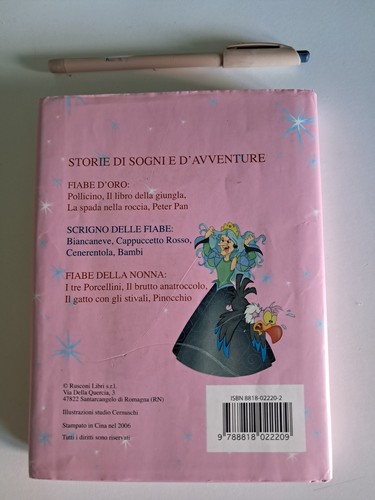 STORIE DI SOGNI E D'AVVENTURE
FIABE D'ORO:
Pollicino, Il libro della giungla,
La spada nella roccia, Peter Pan
SCRIGNO DELLE FIABE:
Biancaneve, Cappuccetto Rosso,
Cenerentola, Bambi
FIABE DELLA NONNA:
I tre Porcellini, Il brutto anatroccolo,
Il gatto con gli stivali, Pinocchio
© Rusconi Libri s.r.l.
Via Della Quercia, 3
47822 Santarcangelo di Romagna (RN)
Illustrazioni studio Cernuschi
Stampato in Cina nel 2006
Tutti i diritti sono riservati
ISBN 8818-02220-2
9 788818 022209